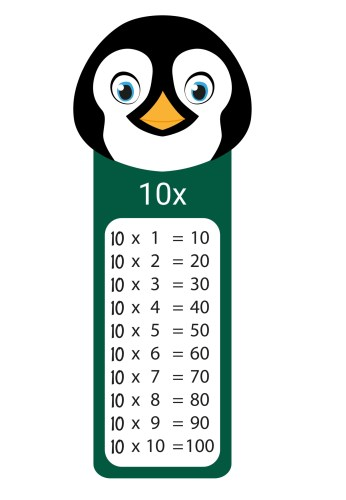 10x
10 x 1 = 10
10 x 2 = 20
10 x 3 = 30
10 x 4 = 40
10 x 5 = 50
10 x 6 = 60
10 x 7 = 70
10 x 8 = 80
10 x 9 = 90
10 x 10 =100